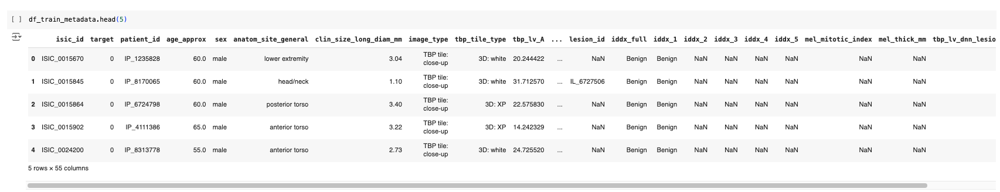 [ ] df_train_metadata.head(5)
isic_id target patient_id age_approx sex anatom_site_general clin_size_long_diam_mm image_type tbp_tile_type tbp_lv_A ... lesion_id iddx_full iddx_1 iddx_2 iddx_3 iddx_4 iddx_5 mel_mitotic_index mel_thick_mm tbp_lv_dnn_lesio
0 ISIC_0015670 0 IP_1235828 60.0 male lower extremity 3.04 TBP tile: close-up 3D: white 20.244422 ... NaN Benign Benign NaN NaN NaN NaN NaN NaN
1 ISIC_0015845 0 IP_8170065 60.0 male head/neck 1.10 TBP tile: close-up 3D: white 31.712570 ... IL_6727506 Benign Benign NaN NaN NaN NaN NaN NaN
2 ISIC_0015864 0 IP_6724798 60.0 male posterior torso 3.40 TBP tile: close-up 3D: XP 22.575830 ... NaN Benign Benign NaN NaN NaN NaN NaN NaN
3 ISIC_0015902 0 IP_4111386 65.0 male anterior torso 3.22 TBP tile: close-up 3D: XP 14.242329 ... NaN Benign Benign NaN NaN NaN NaN NaN NaN
4 ISIC_0024200 0 IP_8313778 55.0 male anterior torso 2.73 TBP tile: close-up 3D: white 24.725520 ... NaN Benign Benign NaN NaN NaN NaN NaN NaN
5 rows × 55 columns